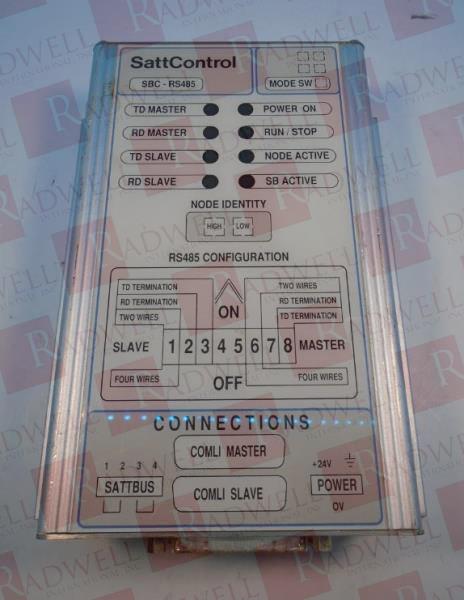 SattControl
SBC - RS485
MODE SW
TD MASTER
POWER ON
RD MASTER
RUN / STOP
TD SLAVE
NODE ACTIVE
RD SLAVE
SB ACTIVE
NODE IDENTITY
HIGH
LOW
RS485 CONFIGURATION
TD TERMINATION
TWO WIRES
RD TERMINATION
RD TERMINATION
TWO WIRES
TD TERMINATION
ON
SLAVE 1 2 3 4 5 6 7 8 MASTER
FOUR WIRES
OFF
FOUR WIRES
CONNECTIONS
COMLI MASTER
1 2 3 4
+24V
SATTBUS
COMLI SLAVE
POWER
0V
RADWELL
INTERNATIONAL, INC.